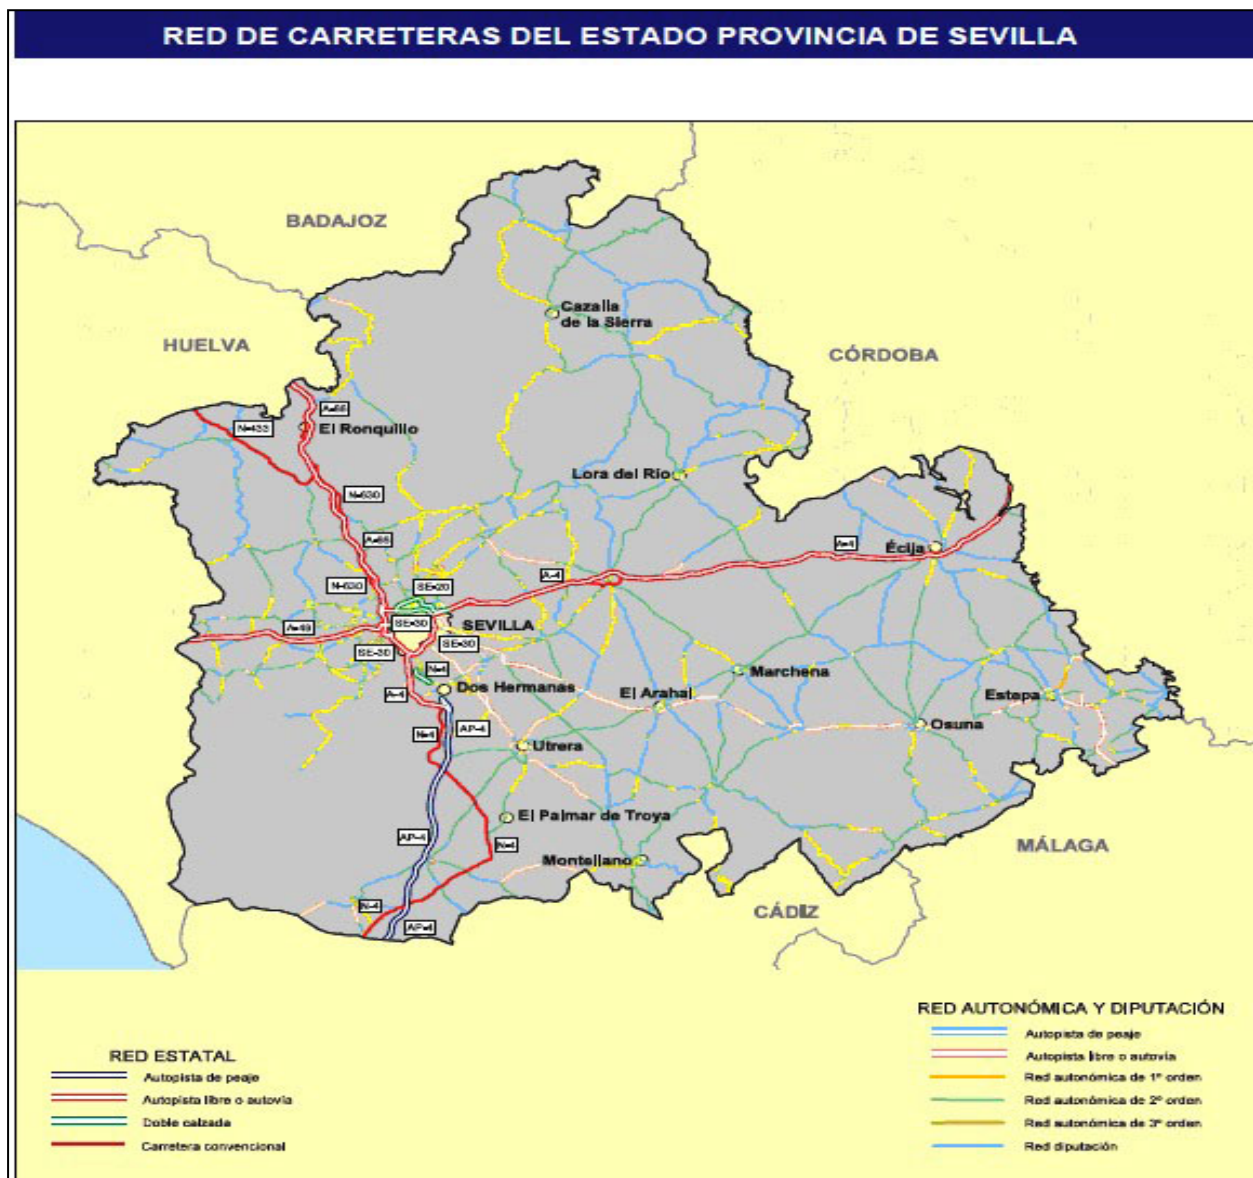 RED DE CARRETERAS DEL ESTADO PROVINCIA DE SEVILLA
BADAJOZ
HUELVA
Cazalla
de la Sierra
CÓRDOBA
A-66
N-433
El Ronquillo
Lora del Río
N-630
A-66
A-4
Écija
N-630
SE-20
A-4
A-49
SE-30
SEVILLA
SE-30
SE-30
N-4
Dos Hermanas
A-4
El Arahal
Marchena
Estepa
N-4
AP-4
Utrera
Osuna
El Palmar de Troya
AP-4
N-4
Montellano
MÁLAGA
N-4
AP-4
CÁDIZ
RED ESTATAL
Autopista de peaje
Autopista libre o autovía
Doble calzada
Carretera convencional
RED AUTONÓMICA Y DIPUTACIÓN
Autopista de peaje
Autopista libre o autovía
Red autonómica de 1º orden
Red autonómica de 2º orden
Red autonómica de 3º orden
Red diputación